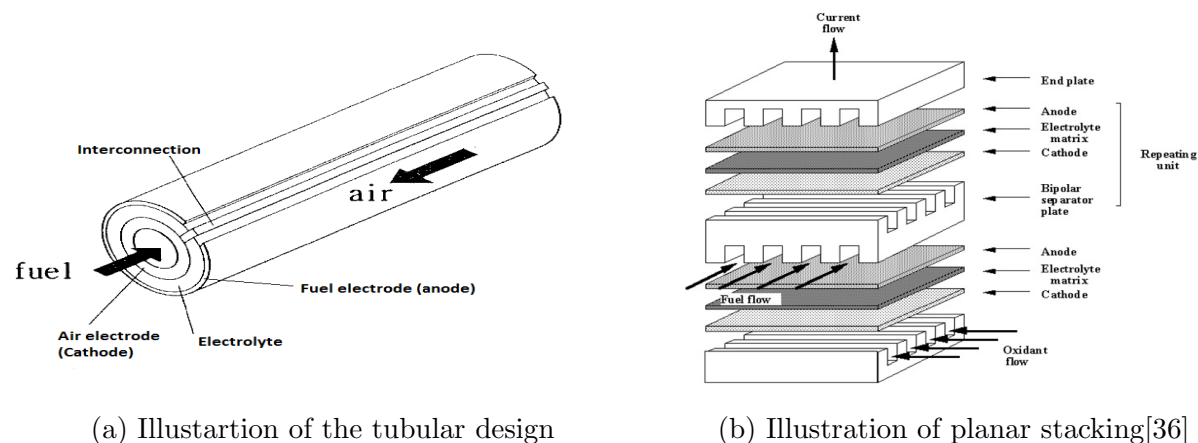 Interconnection
air
fuel
Fuel electrode (anode)
Air electrode
(Cathode)
Electrolyte
(a) Illustartion of the tubular design
Current
flow
End plate
Anode
Electrolyte
matrix
Cathode
Repeating
unit
Bipolar
separator
plate
Anode
Electrolyte
matrix
Cathode
Fuel flow
Oxidant
flow
(b) Illustration of planar stacking[36]